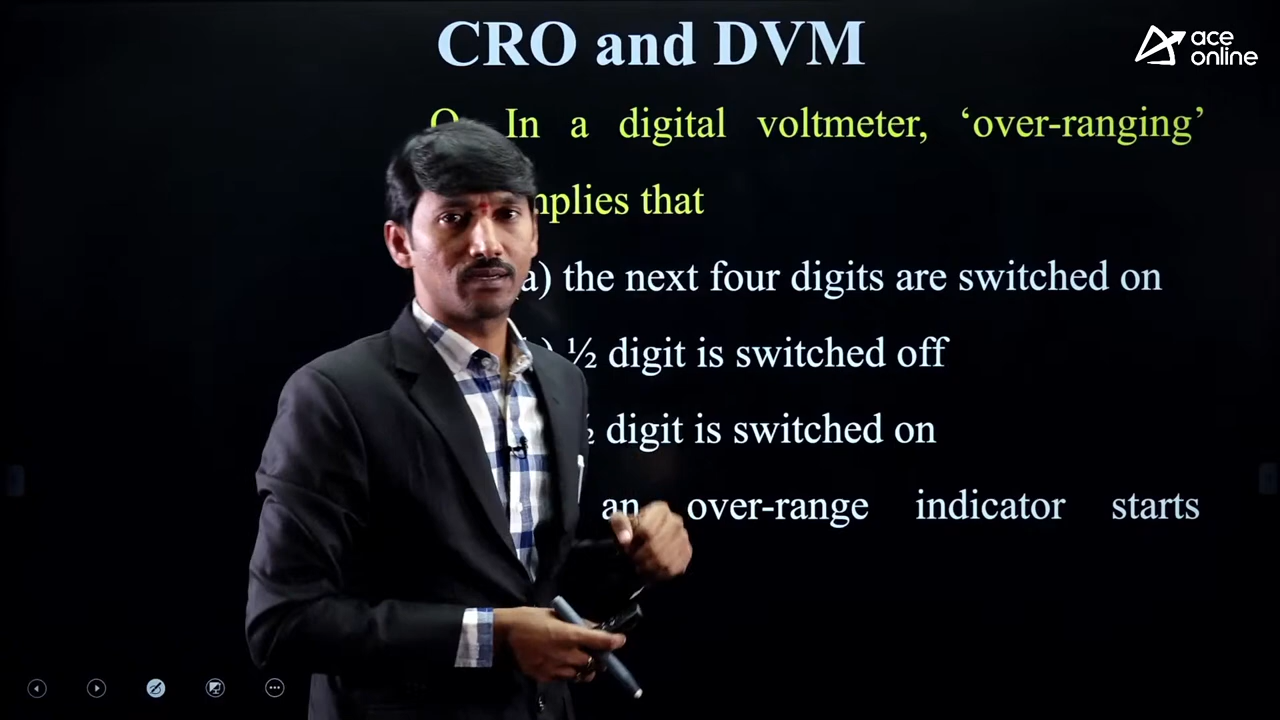 CRO and DVM
ace
online
In a digital voltmeter, ‘over-ranging’
that
the next four digits are switched on
½ digit is switched off
digit is switched on
an over-range indicator starts